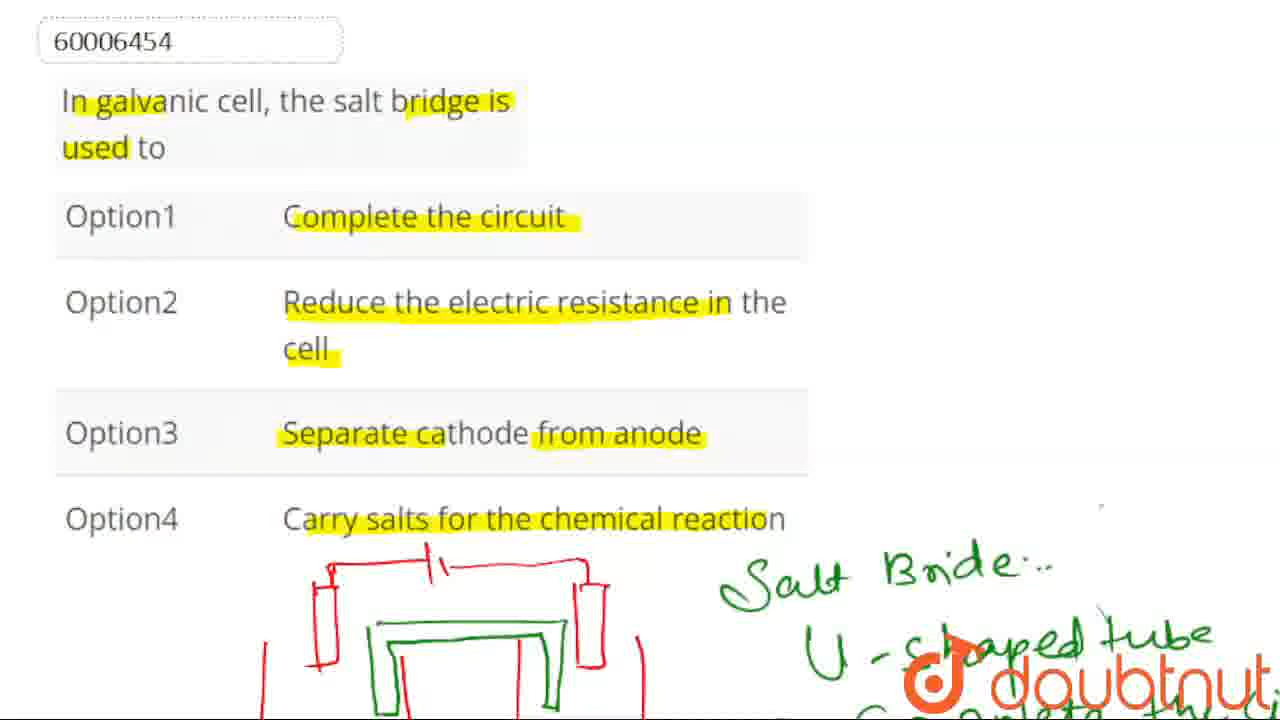 60006454
In galvanic cell, the salt bridge is
used to
Option1 Complete the circuit
Option2 Reduce the electric resistance in the
cell
Option3 Separate cathode from anode
Option4 Carry salts for the chemical reaction
Salt Bride...
U-shaped tube
doubtnut